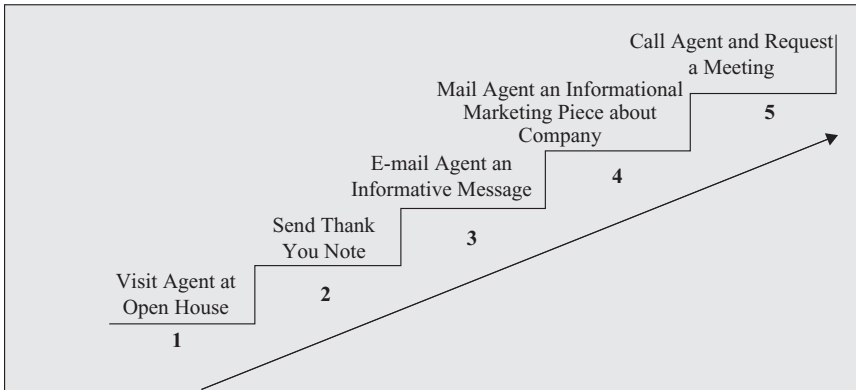 Call Agent and Request
a Meeting
5
Mail Agent an Informational
Marketing Piece about
Company
4
E-mail Agent an
Informative Message
3
Send Thank
You Note
2
Visit Agent at
Open House
1